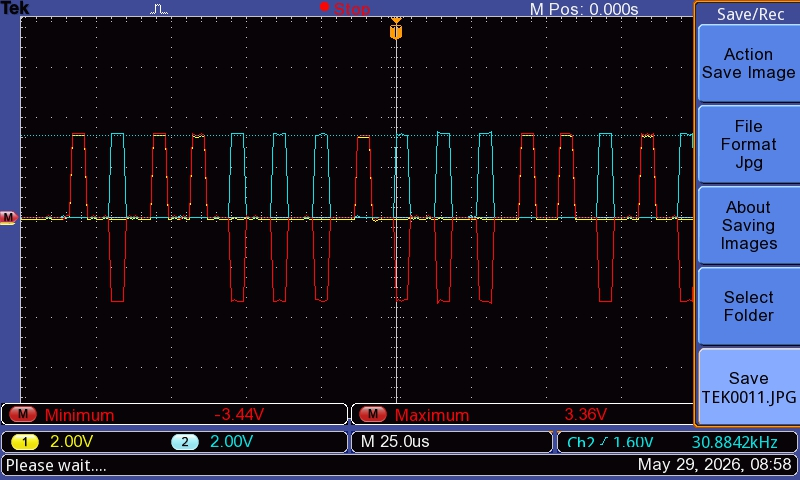 Tek
Stop
M Pos: 0.000s
Save/Rec
T
Action
Save Image
File
Format
Jpg
About
Saving
Images
Select
Folder
Save
TEK0011.JPG
M
M Minimum -3.44V
M Maximum 3.36V
1 2.00V
2 2.00V
M 25.0us
Ch2 / 1.60V 30.8842kHz
Please wait....
May 29, 2026, 08:58